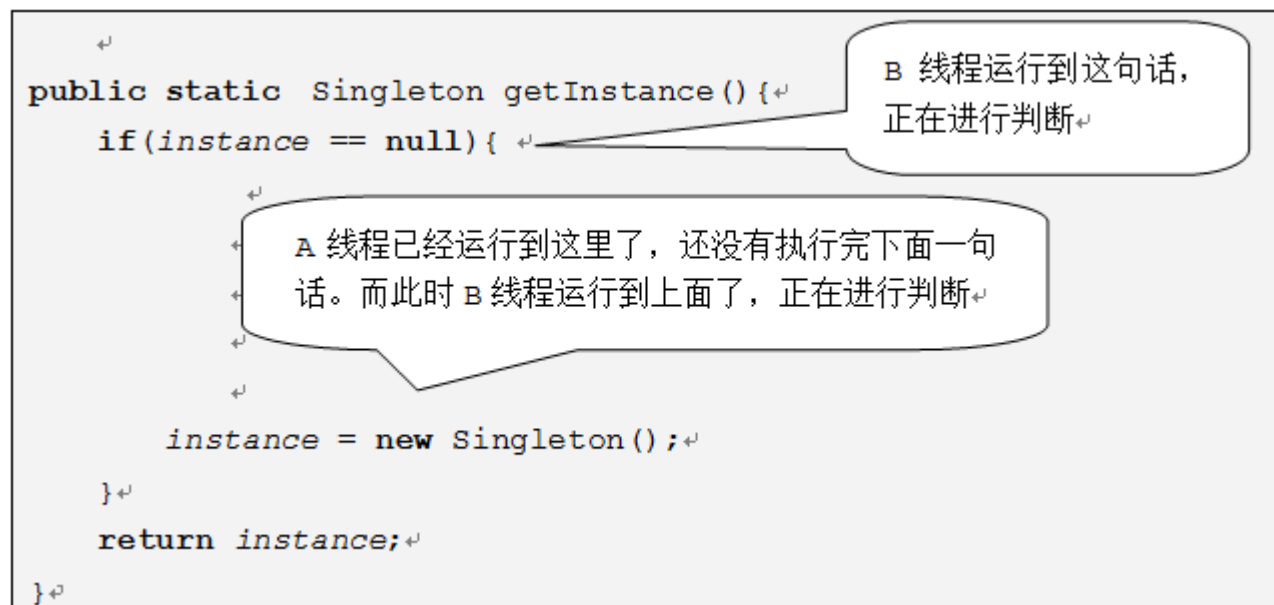 public static Singleton getInstance(){
if(instance == null){
B 线程运行到这句话，
正在进行判断
A 线程已经运行到这里了，还没有执行完下面一句
话。而此时 B 线程运行到上面了，正在进行判断
instance = new Singleton();
}
return instance;
}